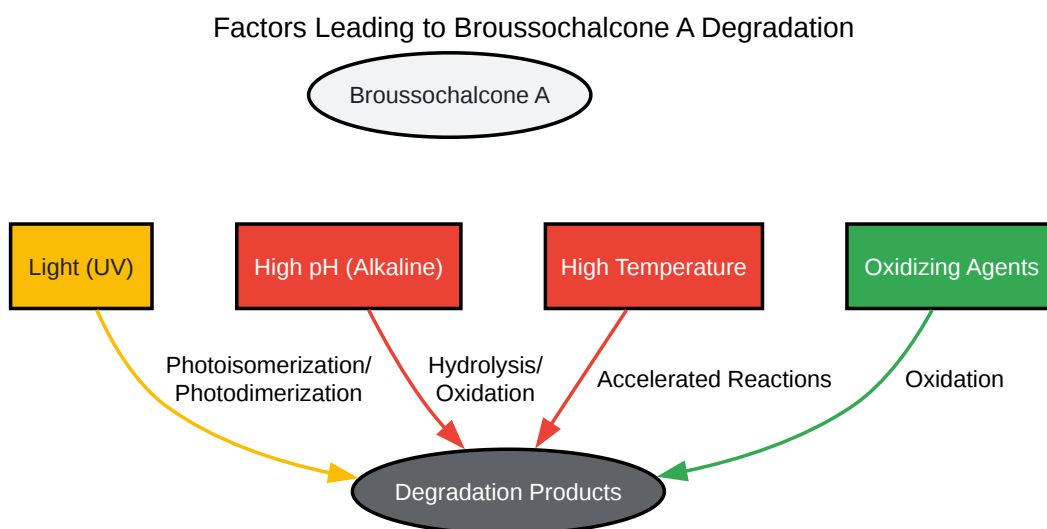 Factors Leading to Broussochalcone A Degradation
Broussochalcone A
Light (UV)
High pH (Alkaline)
High Temperature
Oxidizing Agents
Photoisomerization/
Photodimerization
Hydrolysis/
Oxidation
Accelerated Reactions
Oxidation
Degradation Products